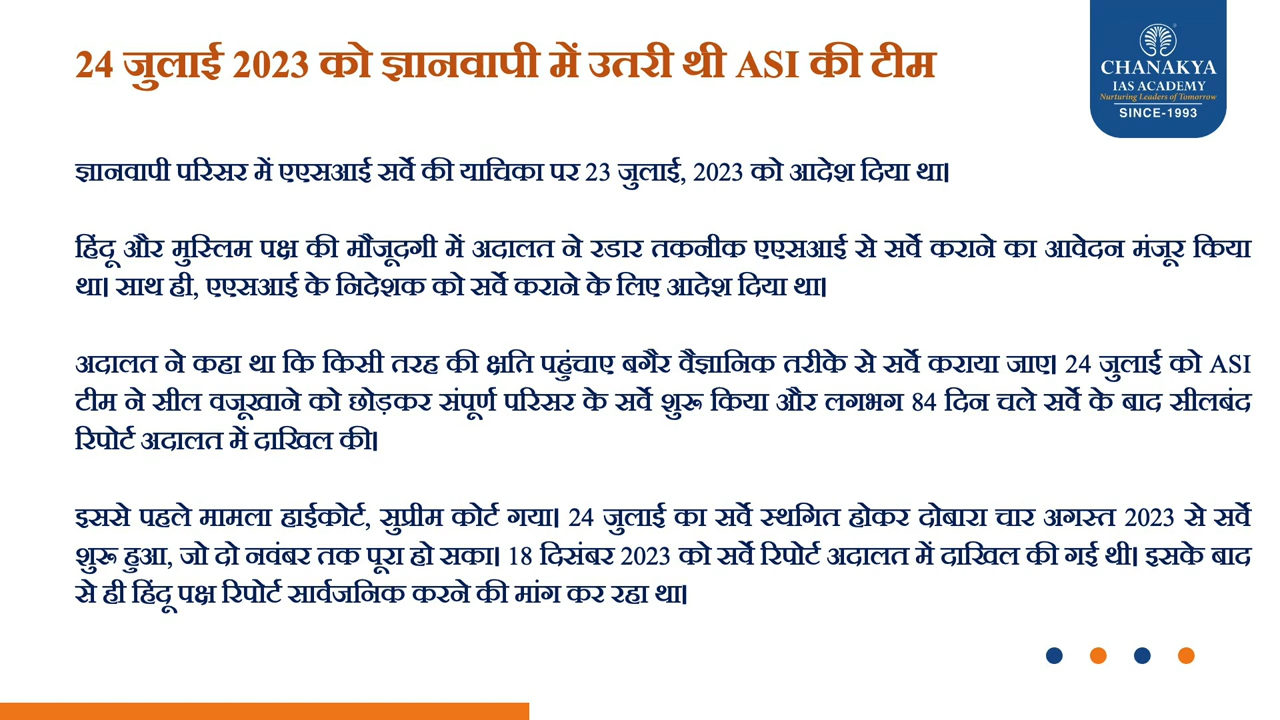 24 जुलाई 2023 को ज्ञानवापी में उतरी थी ASI की टीम
CHANAKYA
IAS ACADEMY
Nurturing Leaders of Tomorrow
SINCE-1993
ज्ञानवापी परिसर में एएसआई सर्वे की याचिका पर 23 जुलाई, 2023 को आदेश दिया था।
हिंदू और मुस्लिम पक्ष की मौजूदगी में अदालत ने रडार तकनीक एएसआई से सर्वे कराने का आवेदन मंजूर किया
था। साथ ही, एएसआई के निदेशक को सर्वे कराने के लिए आदेश दिया था।
अदालत ने कहा था कि किसी तरह की क्षति पहुंचाए बगैर वैज्ञानिक तरीके से सर्वे कराया जाए। 24 जुलाई को ASI
टीम ने सील वजूखाने को छोड़कर संपूर्ण परिसर के सर्वे शुरू किया और लगभग 84 दिन चले सर्वे के बाद सीलबंद
रिपोर्ट अदालत में दाखिल की।
इससे पहले मामला हाईकोर्ट, सुप्रीम कोर्ट गया। 24 जुलाई का सर्वे स्थगित होकर दोबारा चार अगस्त 2023 से सर्वे
शुरू हुआ, जो दो नवंबर तक पूरा हो सका। 18 दिसंबर 2023 को सर्वे रिपोर्ट अदालत में दाखिल की गई थी। इसके बाद
से ही हिंदू पक्ष रिपोर्ट सार्वजनिक करने की मांग कर रहा था।